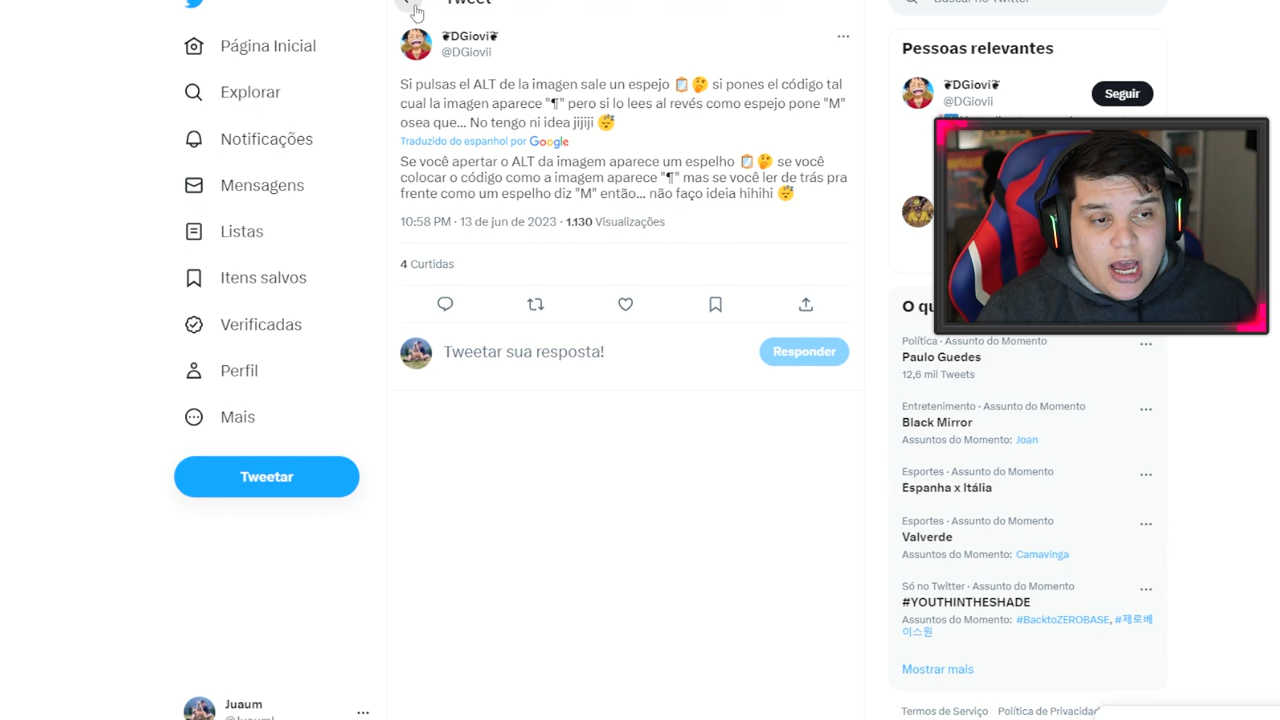 Tweet
Buscar no Twitter
Página Inicial
Explorar
Notificações
Mensagens
Listas
Itens salvos
Verificadas
Perfil
Mais
Tweetar
Juaum
❦DGiovi❦
@DGiovii
Si pulsas el ALT de la imagen sale un espejo 📋🤔 si pones el código tal
cual la imagen aparece "¶" pero si lo lees al revés como espejo pone "M"
osea que... No tengo ni idea jijiji 😴
Traduzido do espanhol por Google
Se você apertar o ALT da imagem aparece um espelho 📋🤔 se você
colocar o código como a imagem aparece "¶" mas se você ler de trás pra
frente como um espelho diz "M" então... não faço ideia hihihi 😴
10:58 PM · 13 de jun de 2023 · 1.130 Visualizações
4 Curtidas
Tweetar sua resposta!
Responder
Pessoas relevantes
❦DGiovi❦
@DGiovii
Seguir
O qu
Política · Assunto do Momento
Paulo Guedes
12,6 mil Tweets
Entretenimento · Assunto do Momento
Black Mirror
Assuntos do Momento: Joan
Esportes · Assunto do Momento
Espanha x Itália
Esportes · Assunto do Momento
Valverde
Assuntos do Momento: Camavinga
Só no Twitter · Assunto do Momento
#YOUTHINTHESHADE
Assuntos do Momento: #BacktoZEROBASE, #제로베
이스원
Mostrar mais
Termos de Serviço Política de Privacidad